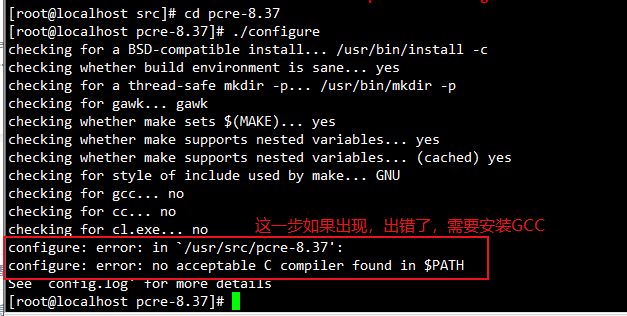 [root@localhost src]# cd pcre-8.37
[root@localhost pcre-8.37]# ./configure
checking for a BSD-compatible install... /usr/bin/install -c
checking whether build environment is sane... yes
checking for a thread-safe mkdir -p... /usr/bin/mkdir -p
checking for gawk... gawk
checking whether make sets $(MAKE)... yes
checking whether make supports nested variables... yes
checking whether make supports nested variables... (cached) yes
checking for style of include used by make... GNU
checking for gcc... no
checking for cc... no
checking for cl.exe... no
这一步如果出现，出错了，需要安装GCC
configure: error: in `/usr/src/pcre-8.37':
configure: error: no acceptable C compiler found in $PATH
See `config.log' for more details
[root@localhost pcre-8.37]#